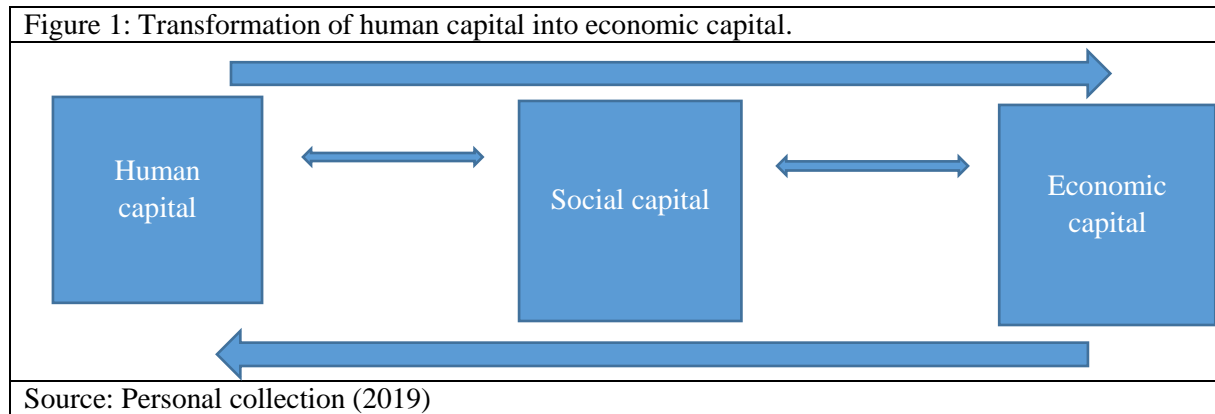 Figure 1: Transformation of human capital into economic capital.
Human
capital
Social capital
Economic
capital
Source: Personal collection (2019)